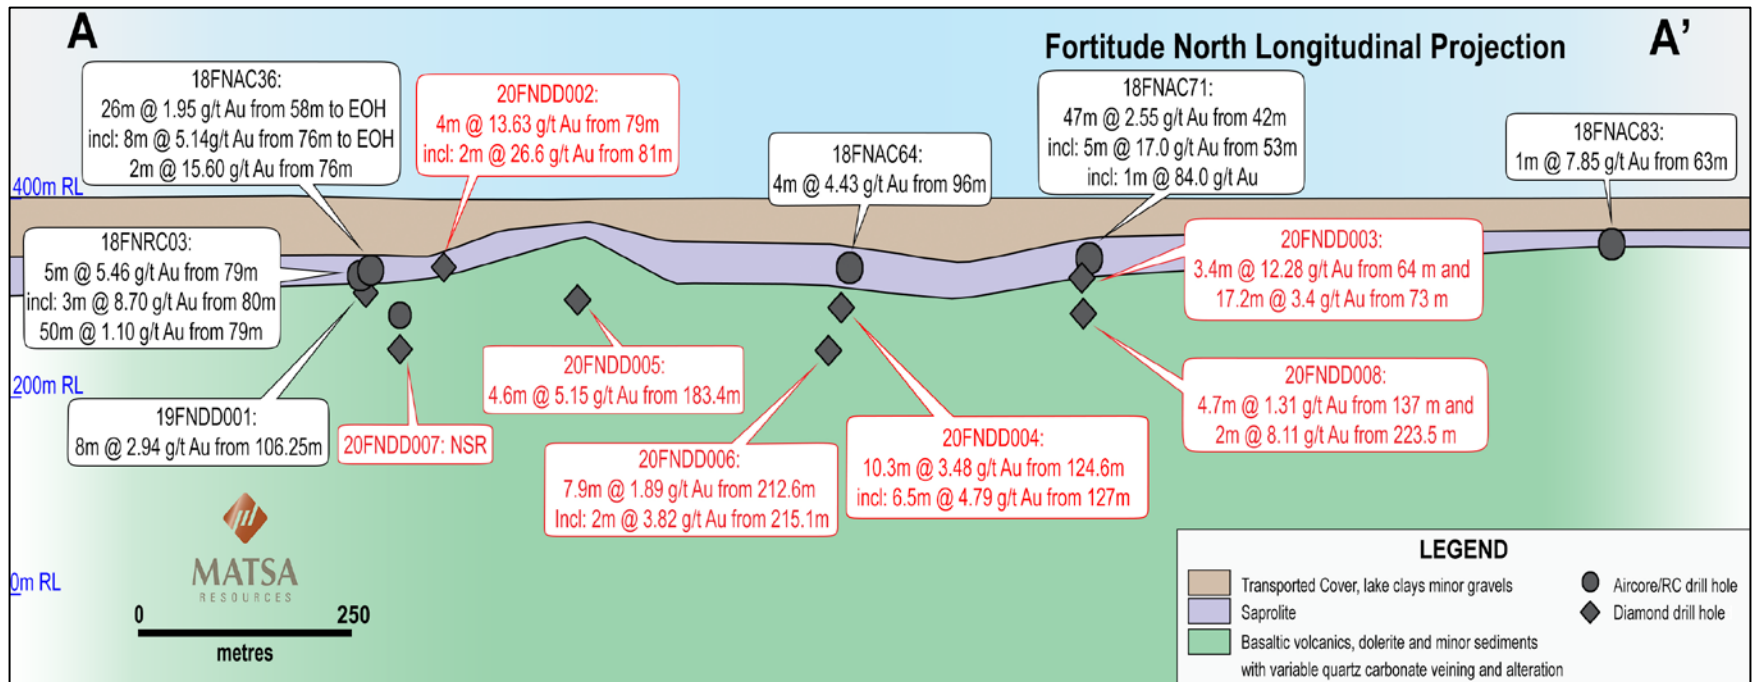 A
Fortitude North Longitudinal Projection
A'
18FNAC36:
26m @ 1.95 g/t Au from 58m to EOH
incl: 8m @ 5.14g/t Au from 76m to EOH
2m @ 15.60 g/t Au from 76m
20FNDD002:
4m @ 13.63 g/t Au from 79m
incl: 2m @ 26.6 g/t Au from 81m
18FNAC64:
4m @ 4.43 g/t Au from 96m
18FNAC71:
47m @ 2.55 g/t Au from 42m
incl: 5m @ 17.0 g/t Au from 53m
incl: 1m @ 84.0 g/t Au
18FNAC83:
1m @ 7.85 g/t Au from 63m
400m RL
18FNRC03:
5m @ 5.46 g/t Au from 79m
incl: 3m @ 8.70 g/t Au from 80m
50m @ 1.10 g/t Au from 79m
20FNDD003:
3.4m @ 12.28 g/t Au from 64 m and
17.2m @ 3.4 g/t Au from 73 m
200m RL
19FNDD001:
8m @ 2.94 g/t Au from 106.25m
20FNDD007: NSR
20FNDD005:
4.6m @ 5.15 g/t Au from 183.4m
20FNDD006:
7.9m @ 1.89 g/t Au from 212.6m
Incl: 2m @ 3.82 g/t Au from 215.1m
20FNDD004:
10.3m @ 3.48 g/t Au from 124.6m
incl: 6.5m @ 4.79 g/t Au from 127m
20FNDD008:
4.7m @ 1.31 g/t Au from 137 m and
2m @ 8.11 g/t Au from 223.5 m
MATSA
RESOURCES
0m RL
0 250
metres
LEGEND
Transported Cover, lake clays minor gravels
Saprolite
Basaltic volcanics, dolerite and minor sediments
with variable quartz carbonate veining and alteration
Aircore/RC drill hole
Diamond drill hole